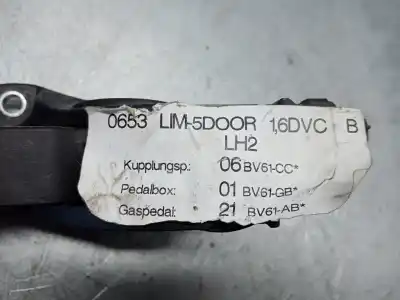 0653 LIM-5DOOR 1,6DVC B
LH2
Kupplungsp.: 06 BV61-CC*
Pedalbox: 01 BV61-GB*
Gaspedal: 21 BV61-AB*